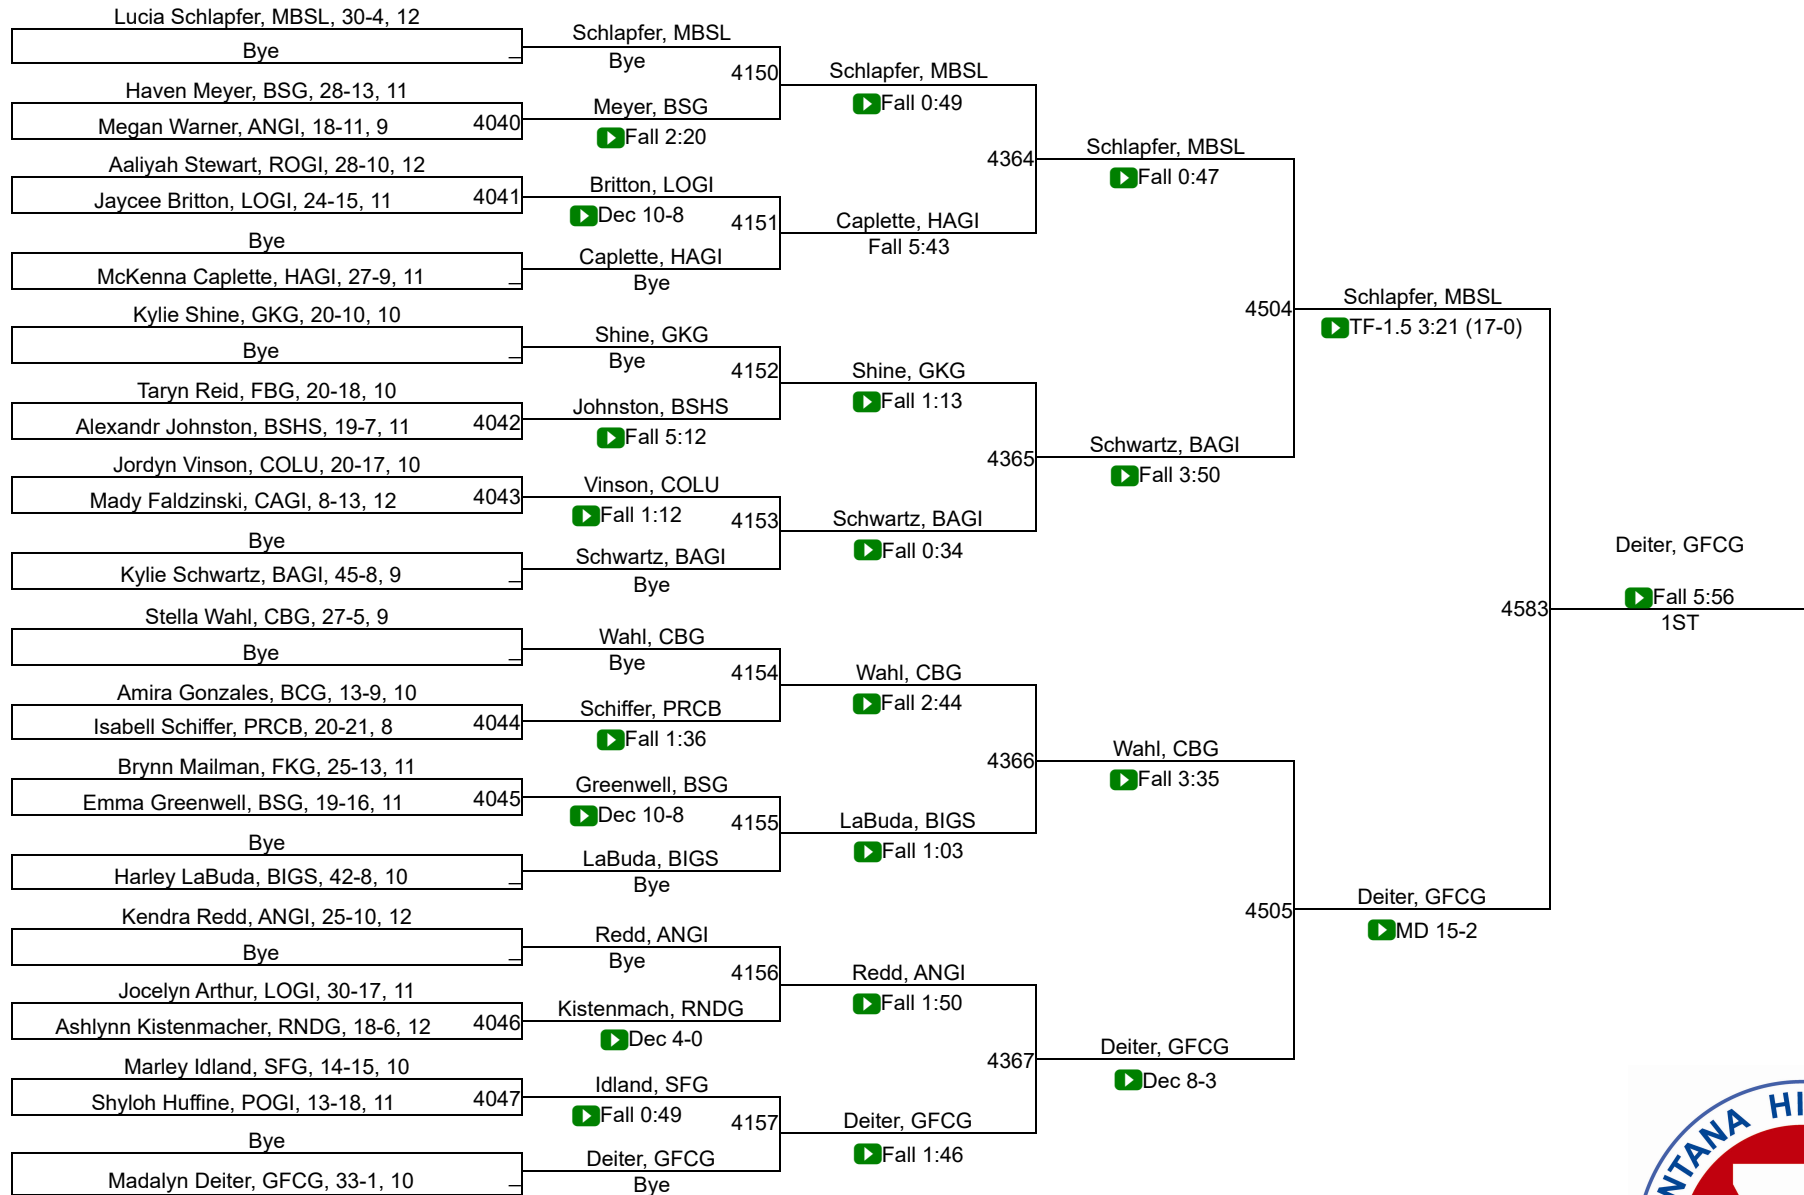 Lucia Schlapfer, MBSL, 30-4, 12
Bye
Haven Meyer, BSG, 28-13, 11
Megan Warner, ANGI, 18-11, 9
4040
Aaliyah Stewart, ROGI, 28-10, 12
Jaycee Britton, LOGI, 24-15, 11
4041
Bye
McKenna Caplette, HAGI, 27-9, 11
Kylie Shine, GKG, 20-10, 10
Bye
Taryn Reid, FBG, 20-18, 10
Alexandr Johnston, BSHS, 19-7, 11
4042
Jordyn Vinson, COLU, 20-17, 10
Mady Faldzinski, CAGI, 8-13, 12
4043
Bye
Kylie Schwartz, BAGI, 45-8, 9
Stella Wahl, CBG, 27-5, 9
Bye
Amira Gonzales, BCG, 13-9, 10
Isabell Schiffer, PRCB, 20-21, 8
4044
Brynn Mailman, FKG, 25-13, 11
Emma Greenwell, BSG, 19-16, 11
4045
Bye
Harley LaBuda, BIGS, 42-8, 10
Kendra Redd, ANGI, 25-10, 12
Bye
Jocelyn Arthur, LOGI, 30-17, 11
Ashlynn Kistenmacher, RNDG, 18-6, 12
4046
Marley Idland, SFG, 14-15, 10
Shyloh Huffine, POGI, 13-18, 11
4047
Bye
Madalyn Deiter, GFCG, 33-1, 10
Schlapfer, MBSL
Bye
4150
Meyer, BSG
Fall 2:20
Britton, LOGI
Dec 10-8
4151
Caplette, HAGI
Bye
Shine, GKG
Bye
4152
Johnston, BSHS
Fall 5:12
Vinson, COLU
Fall 1:12
4153
Schwartz, BAGI
Bye
Wahl, CBG
Bye
4154
Schiffer, PRCB
Fall 1:36
Greenwell, BSG
Dec 10-8
4155
LaBuda, BIGS
Bye
Redd, ANGI
Bye
4156
Kistenmach, RNDG
Dec 4-0
Idland, SFG
Fall 0:49
4157
Deiter, GFCG
Bye
Schlapfer, MBSL
Fall 0:49
4364
Caplette, HAGI
Fall 5:43
Shine, GKG
Fall 1:13
4365
Schwartz, BAGI
Fall 0:34
Wahl, CBG
Fall 2:44
4366
LaBuda, BIGS
Fall 1:03
Redd, ANGI
Fall 1:50
4367
Deiter, GFCG
Fall 1:46
Schlapfer, MBSL
Fall 0:47
4504
Schwartz, BAGI
Fall 3:50
Wahl, CBG
Fall 3:35
4505
Deiter, GFCG
Dec 8-3
Schlapfer, MBSL
TF-1.5 3:21 (17-0)
4583
Deiter, GFCG
MD 15-2
Deiter, GFCG
Fall 5:56
1ST